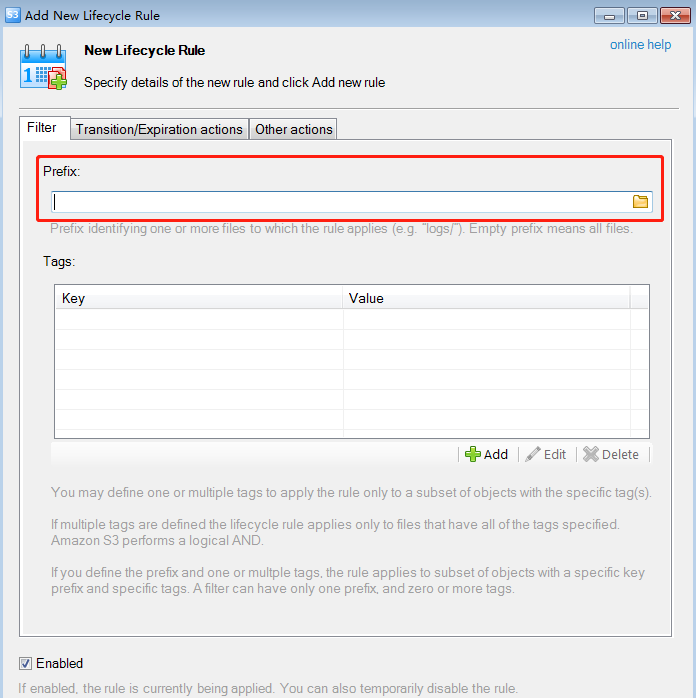 S3 Add New Lifecycle Rule
New Lifecycle Rule
online help
1
Specify details of the new rule and click Add new rule
Filter Transition/Expiration actions Other actions
Prefix:
Prefix identifying one or more files to which the rule applies (e.g. "logs/"). Empty prefix means all files.
Tags:
Key Value
Add Edit Delete
You may define one or multiple tags to apply the rule only to a subset of objects with the specific tag(s).
If multiple tags are defined the lifecycle rule applies only to files that have all of the tags specified.
Amazon S3 performs a logical AND.
If you define the prefix and one or multple tags, the rule applies to subset of objects with a specific key
prefix and specific tags. A filter can have only one prefix, and zero or more tags.
Enabled
If enabled, the rule is currently being applied. You can also temporarily disable the rule.